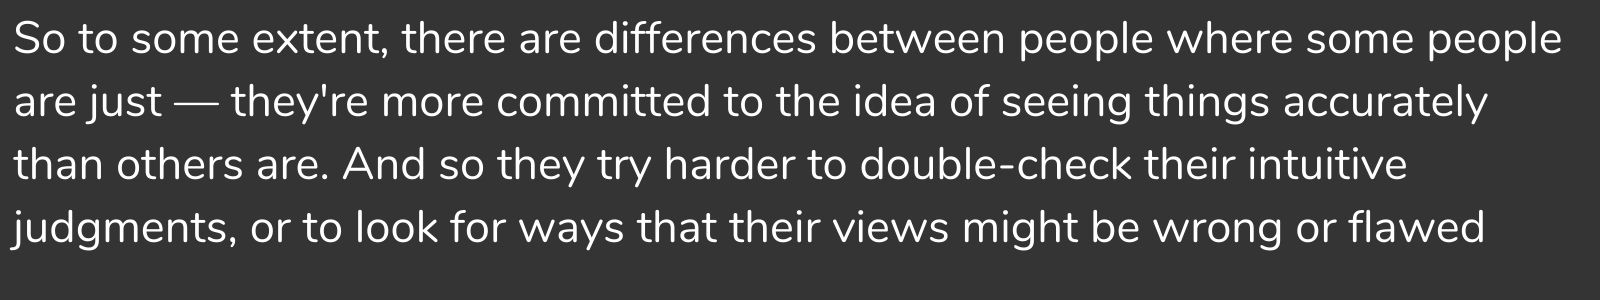 So to some extent, there are differences between people where some people
are just — they're more committed to the idea of seeing things accurately
than others are. And so they try harder to double-check their intuitive
judgments, or to look for ways that their views might be wrong or flawed